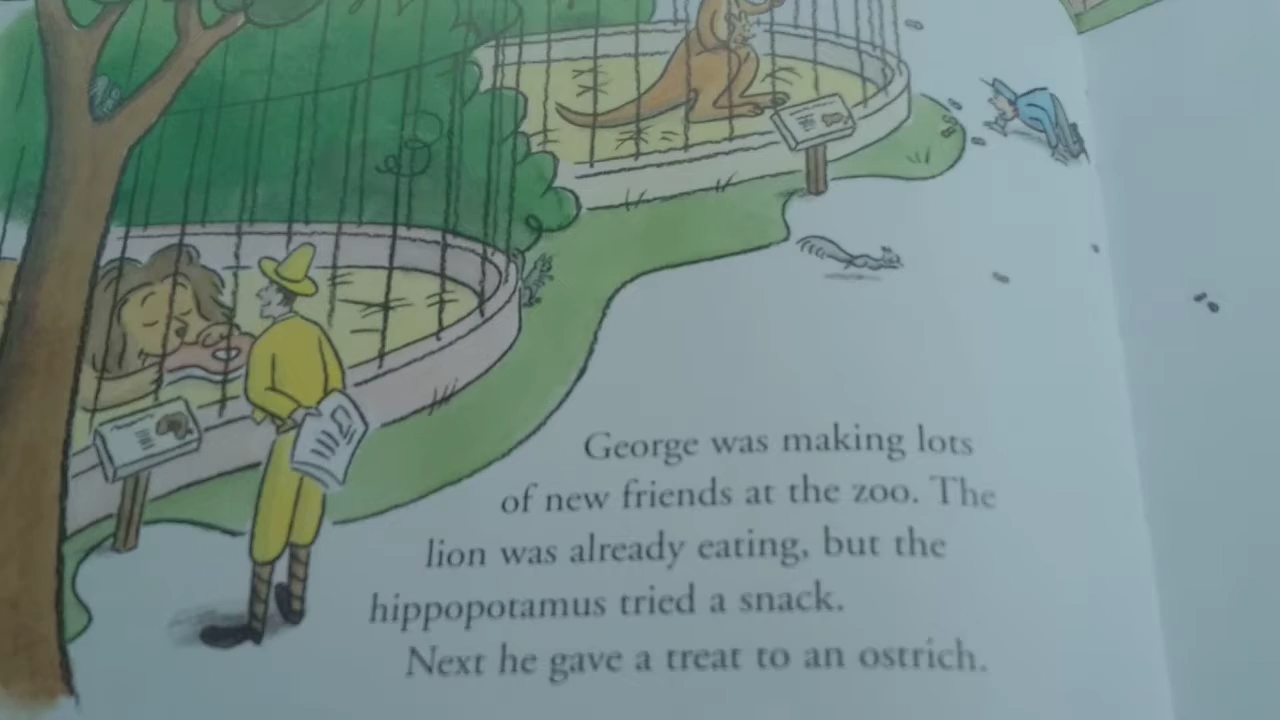 George was making lots
of new friends at the zoo. The
lion was already eating, but the
hippopotamus tried a snack.
Next he gave a treat to an ostrich.